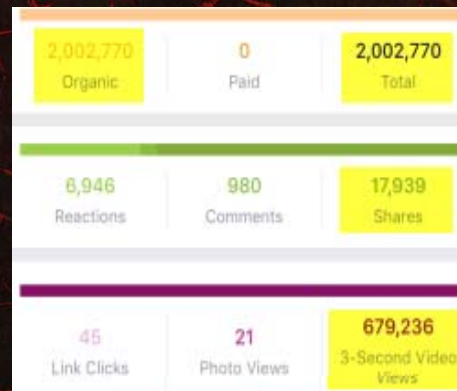 2,002,770 0 2,002,770
Organic Paid Total
6,946 980 17,939
Reactions Comments Shares
45 21 679,236
Link Clicks Photo Views 3-Second Video
Views